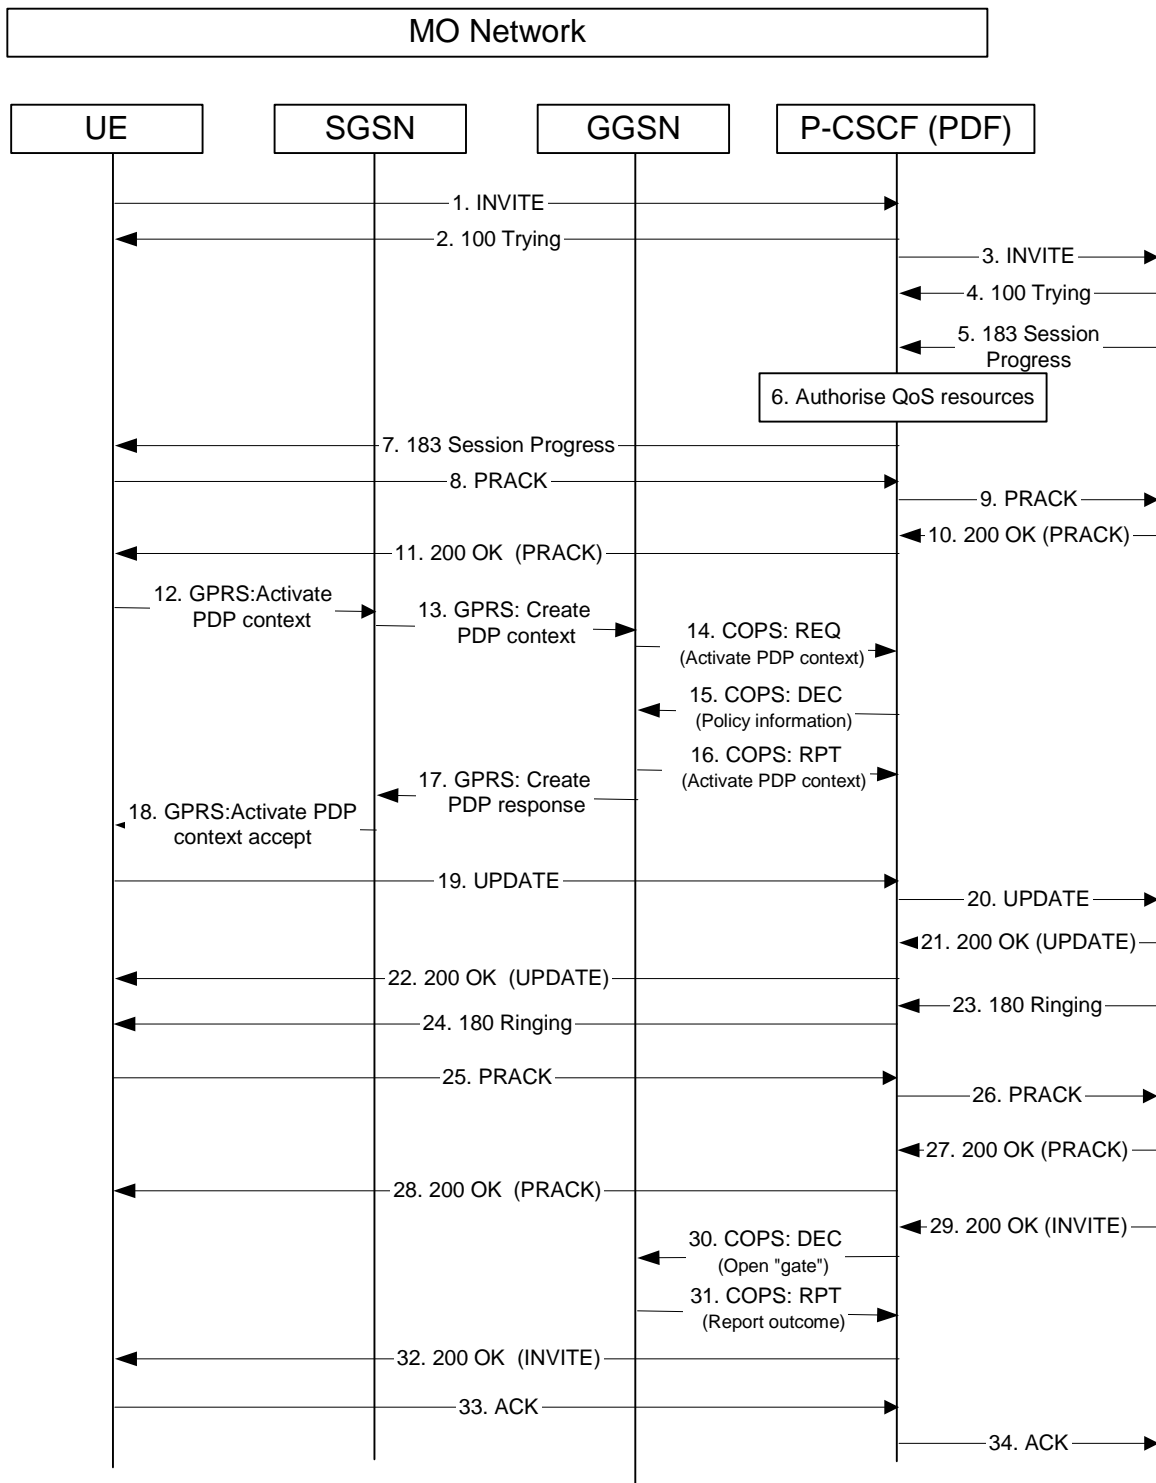 MO Network
UE
SGSN
GGSN
P-CSCF (PDF)
1. INVITE
2. 100 Trying
3. INVITE
4. 100 Trying
5. 183 Session
Progress
6. Authorise QoS resources
7. 183 Session Progress
8. PRACK
9. PRACK
10. 200 OK (PRACK)
11. 200 OK (PRACK)
12. GPRS:Activate
PDP context
13. GPRS: Create
PDP context
14. COPS: REQ
(Activate PDP context)
15. COPS: DEC
(Policy information)
16. COPS: RPT
(Activate PDP context)
17. GPRS: Create
PDP response
18. GPRS:Activate PDP
context accept
19. UPDATE
20. UPDATE
21. 200 OK (UPDATE)
22. 200 OK (UPDATE)
23. 180 Ringing
24. 180 Ringing
25. PRACK
26. PRACK
27. 200 OK (PRACK)
28. 200 OK (PRACK)
29. 200 OK (INVITE)
30. COPS: DEC
(Open "gate")
31. COPS: RPT
(Report outcome)
32. 200 OK (INVITE)
33. ACK
34. ACK